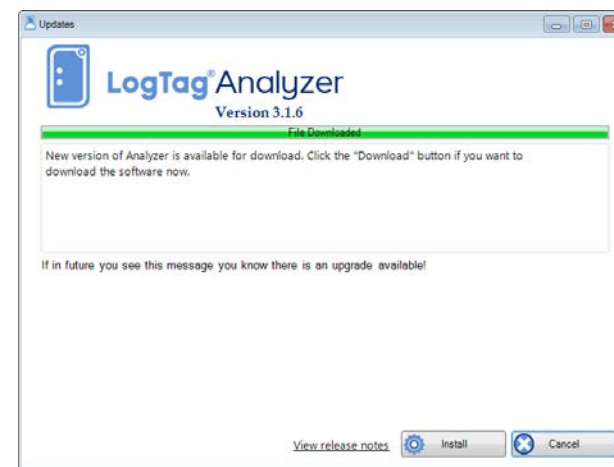 Updates
LogTag® Analyzer
Version 3.1.6
File Downloaded
New version of Analyzer is available for download. Click the "Download" button if you want to
download the software now.
If in future you see this message you know there is an upgrade available!
View release notes Install Cancel